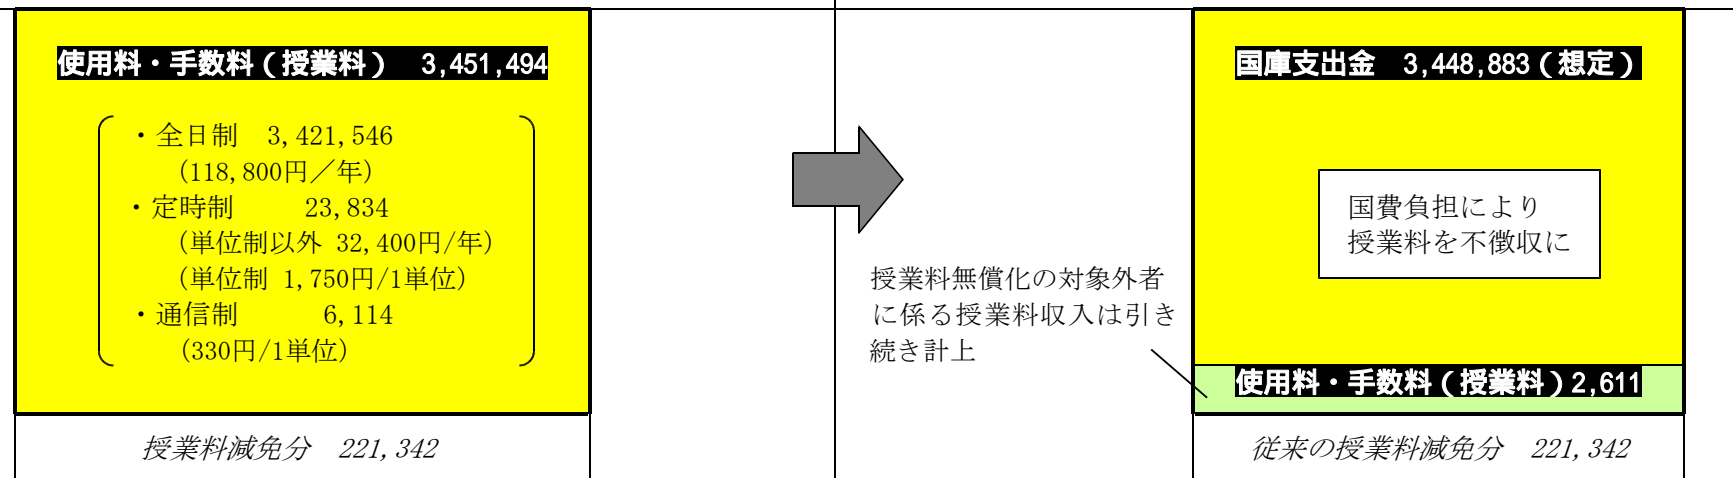 使用料・手数料（授業料）　3,451,494
・全日制　3,421,546
（118,800円／年）
・定時制　　23,834
（単位制以外 32,400円/年）
（単位制 1,750円/1単位）
・通信制　　　6,114
（330円/1単位）
授業料減免分　221,342
授業料無償化の対象外者
に係る授業料収入は引き
続き計上
国庫支出金　3,448,883（想定）
国費負担により
授業料を不徴収に
使用料・手数料（授業料）2,611
従来の授業料減免分　221,342